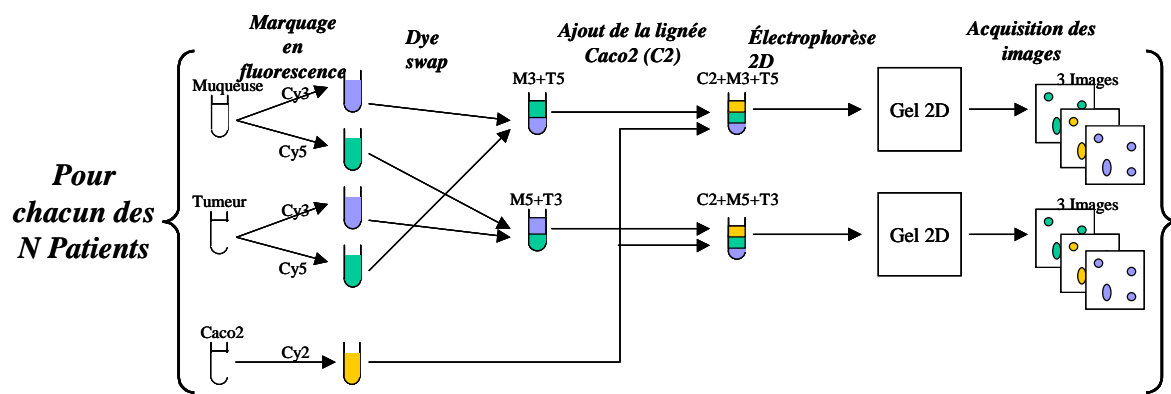 Marquage
en
fluorescence
Dye
swap
Ajout de la lignée
Caco2 (C2)
Électrophorèse
2D
Acquisition des
images
Muqueuse
Cy3
Cy5
M3+T5
C2+M3+T5
Gel 2D
3 Images
Pour
chacun des
N Patients
Tumeur
Cy3
Cy5
M5+T3
C2+M5+T3
Gel 2D
3 Images
Caco2
Cy2